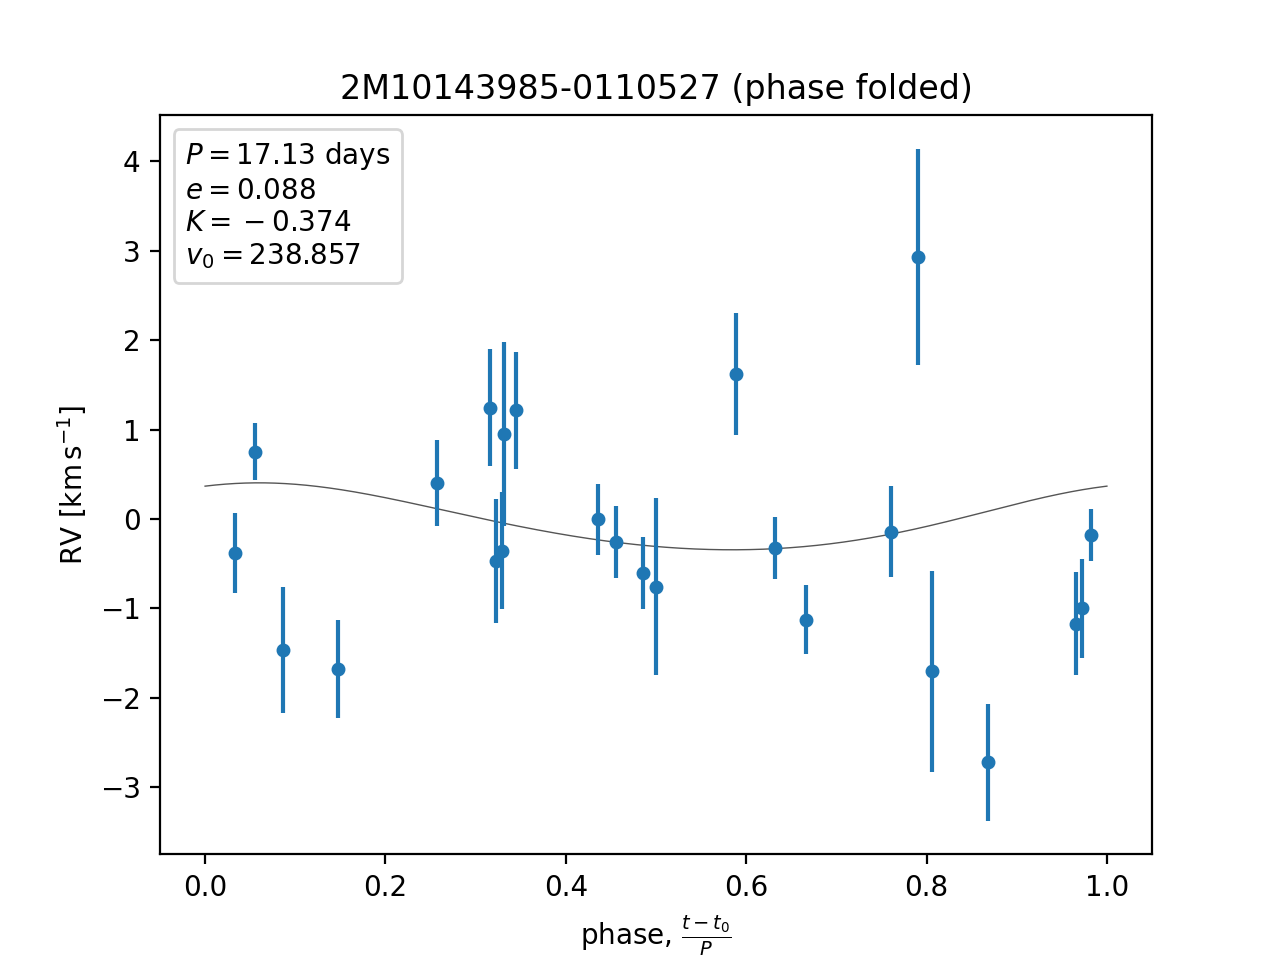 2M10143985-0110527 (phase folded)
P = 17.13 days
e = 0.088
K = −0.374
v₀ = 238.857
4
3
2
1
0
−1
−2
−3
RV [km s⁻¹]
0.0 0.2 0.4 0.6 0.8 1.0
phase, (t − t₀)/P